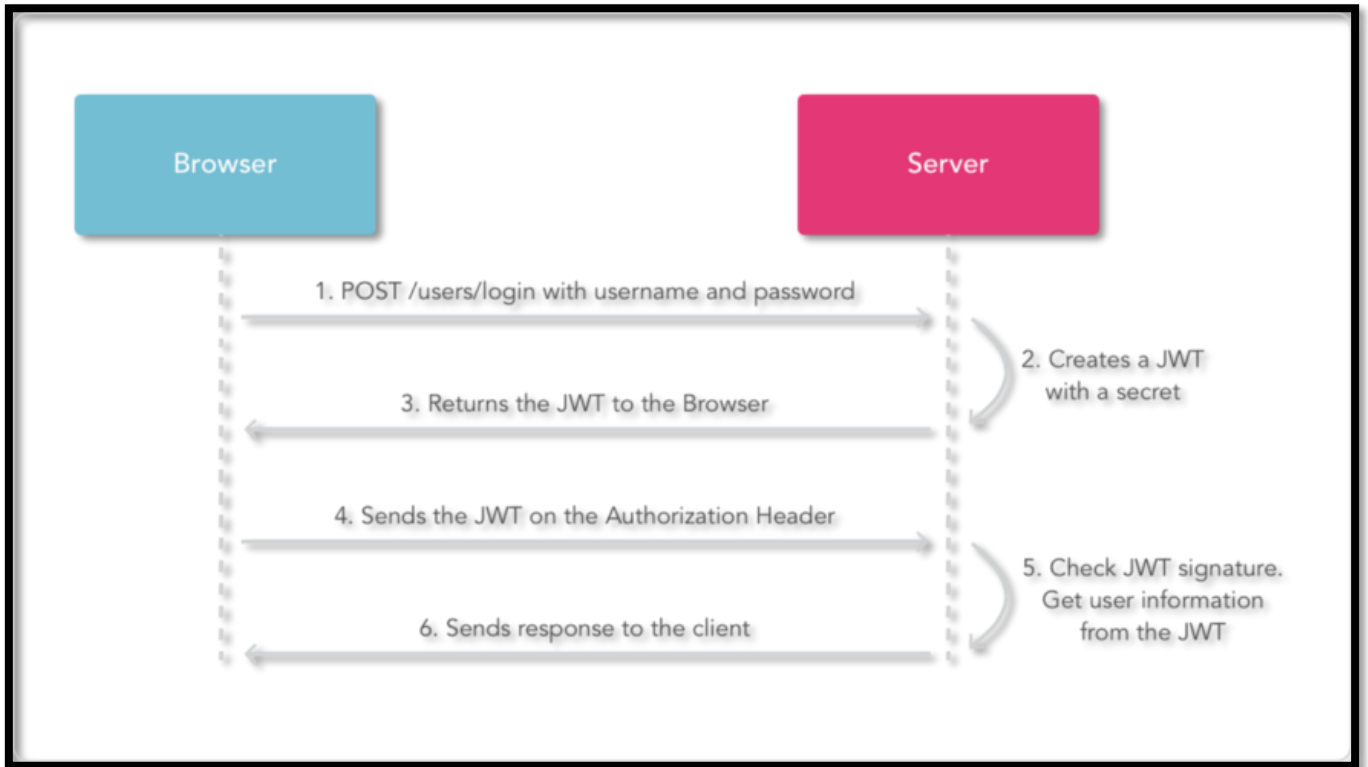 Browser
Server
1. POST /users/login with username and password
2. Creates a JWT
with a secret
3. Returns the JWT to the Browser
4. Sends the JWT on the Authorization Header
5. Check JWT signature.
Get user information
from the JWT
6. Sends response to the client